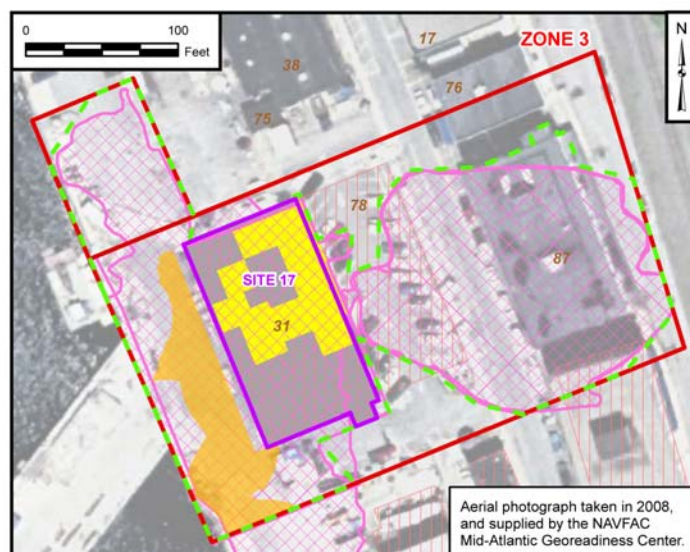 0 100
Feet
17
ZONE 3
N
38
76
75
78
SITE 17
87
31
Aerial photograph taken in 2008,
and supplied by the NAVFAC
Mid-Atlantic Georeadiness Center.